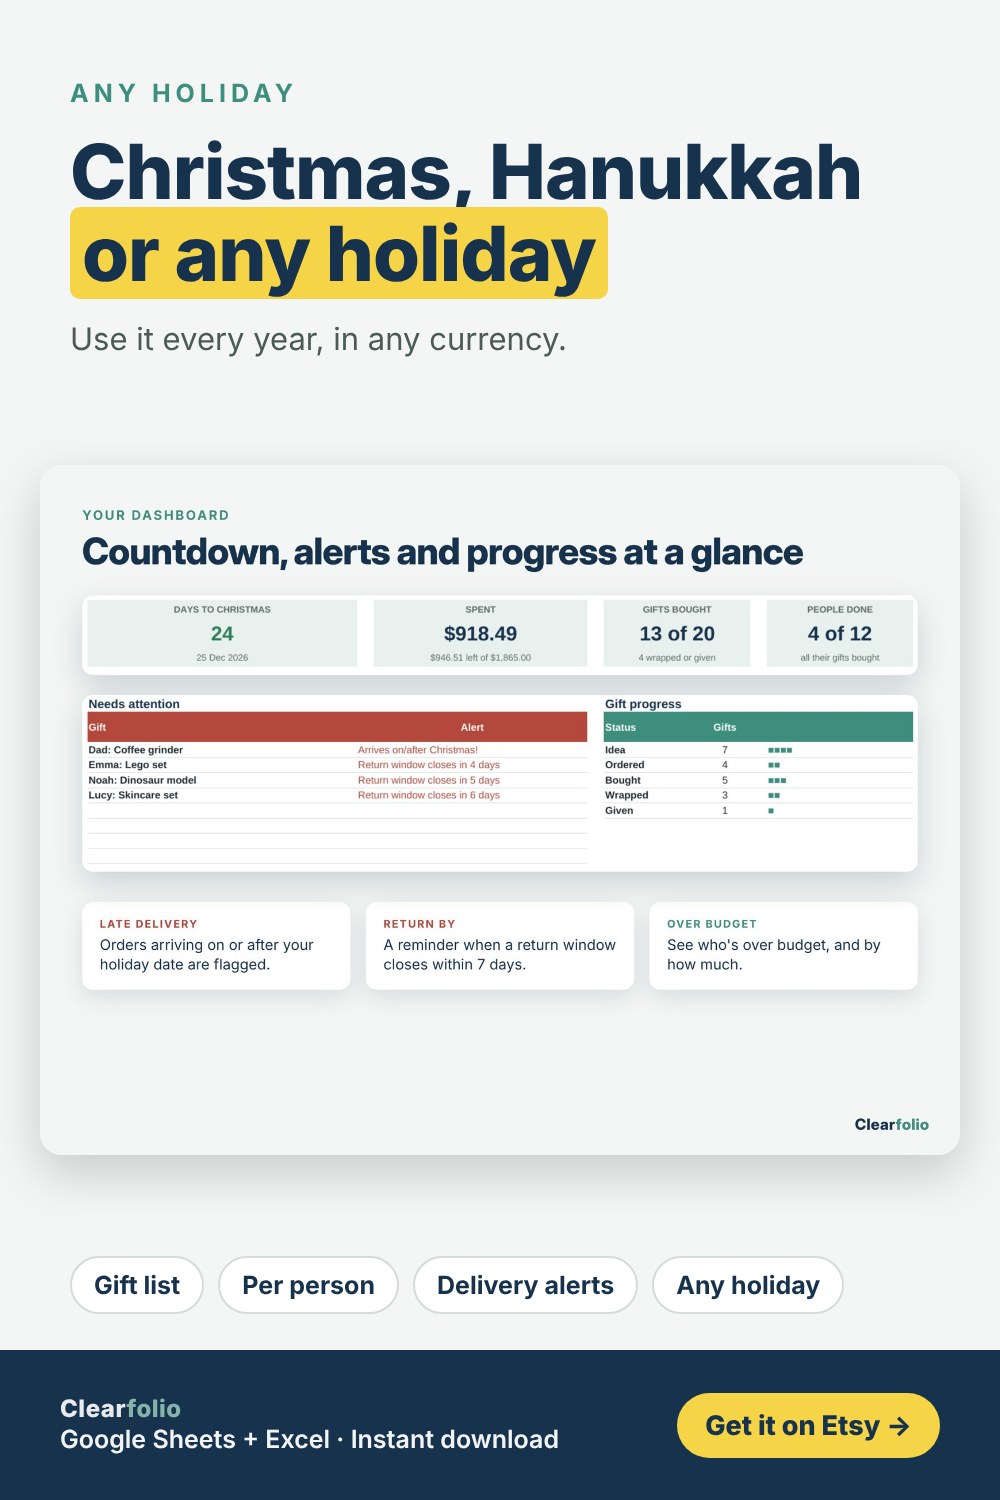 ANY HOLIDAY
Christmas, Hanukkah
or any holiday
Use it every year, in any currency.
YOUR DASHBOARD
Countdown, alerts and progress at a glance
DAYS TO CHRISTMAS
24
25 Dec 2026
SPENT
$918.49
$946.51 left of $1,865.00
GIFTS BOUGHT
13 of 20
4 wrapped or given
PEOPLE DONE
4 of 12
all their gifts bought
Needs attention
Gift Alert
Dad: Coffee grinder Arrives on/after Christmas!
Emma: Lego set Return window closes in 4 days
Noah: Dinosaur model Return window closes in 5 days
Lucy: Skincare set Return window closes in 6 days
Gift progress
Status Gifts
Idea 7
Ordered 4
Bought 5
Wrapped 3
Given 1
LATE DELIVERY
Orders arriving on or after your
holiday date are flagged.
RETURN BY
A reminder when a return window
closes within 7 days.
OVER BUDGET
See who's over budget, and by
how much.
Clearfolio
Gift list
Per person
Delivery alerts
Any holiday
Clearfolio
Google Sheets + Excel · Instant download
Get it on Etsy →